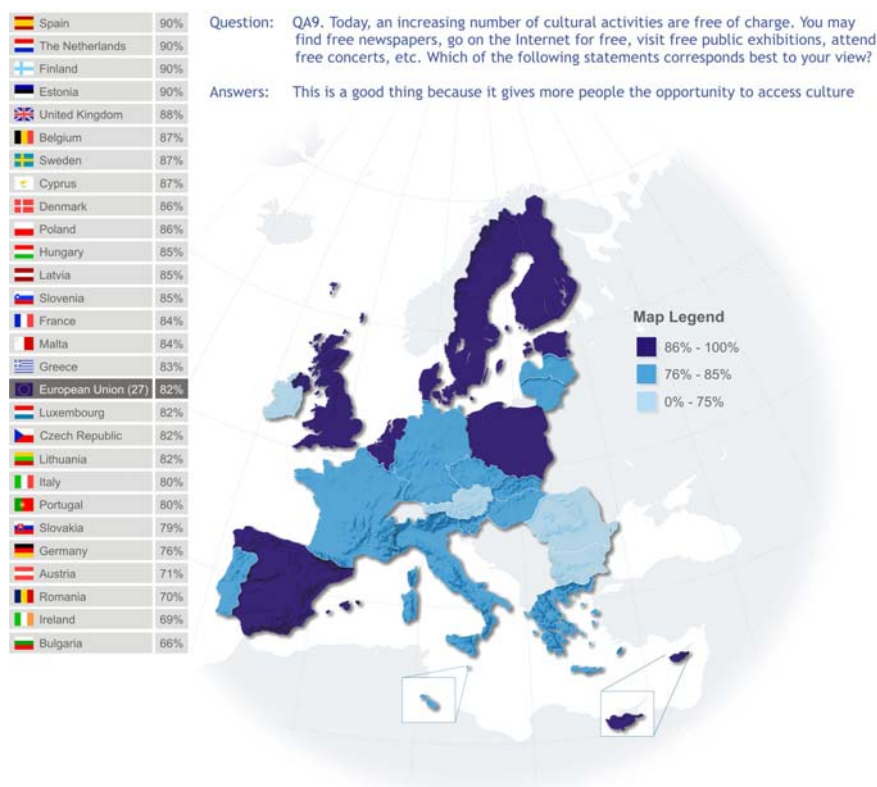 Question: QA9. Today, an increasing number of cultural activities are free of charge. You may
find free newspapers, go on the Internet for free, visit free public exhibitions, attend
free concerts, etc. Which of the following statements corresponds best to your view?
Answers: This is a good thing because it gives more people the opportunity to access culture
Spain 90%
The Netherlands 90%
Finland 90%
Estonia 90%
United Kingdom 88%
Belgium 87%
Sweden 87%
Cyprus 87%
Denmark 86%
Poland 86%
Hungary 85%
Latvia 85%
Slovenia 85%
France 84%
Malta 84%
Greece 83%
European Union (27) 82%
Luxembourg 82%
Czech Republic 82%
Lithuania 82%
Italy 80%
Portugal 80%
Slovakia 79%
Germany 76%
Austria 71%
Romania 70%
Ireland 69%
Bulgaria 66%
Map Legend
86% - 100%
76% - 85%
0% - 75%